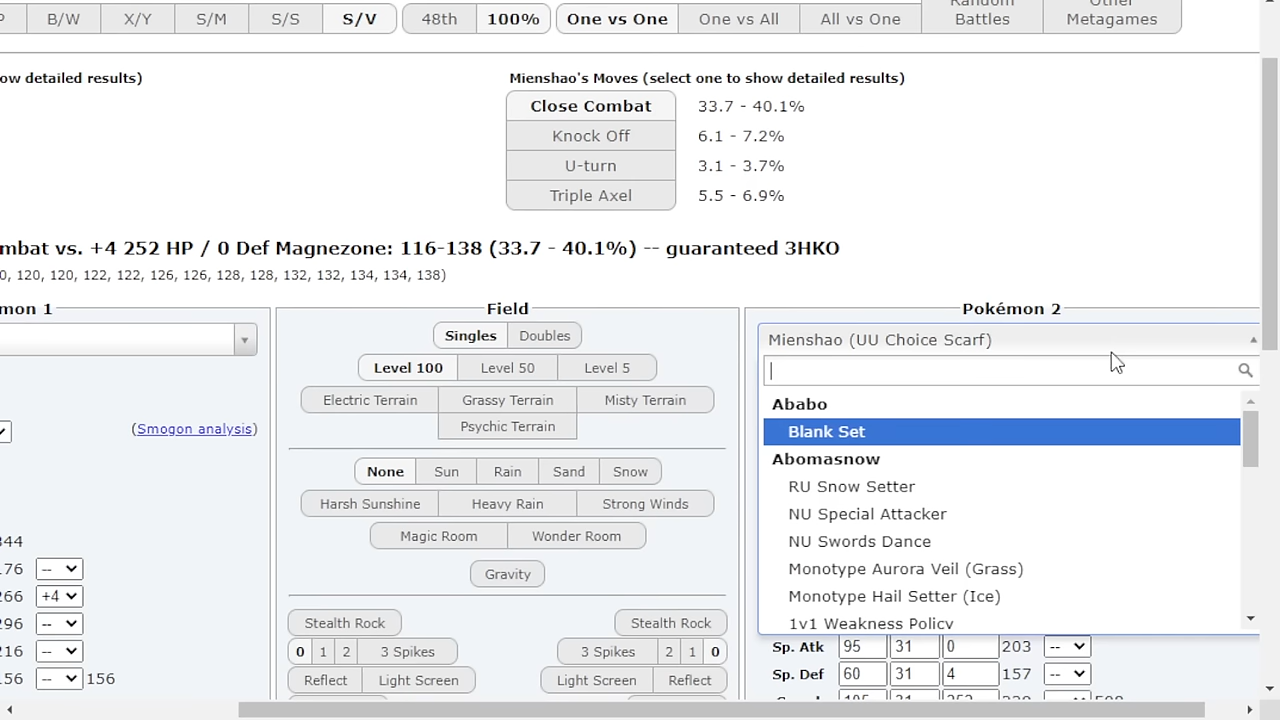 P B/W X/Y S/M S/S S/V 48th 100% One vs One One vs All All vs One Random Battles Other Metagames
ow detailed results)
Mienshao's Moves (select one to show detailed results)
Close Combat 33.7 - 40.1%
Knock Off 6.1 - 7.2%
U-turn 3.1 - 3.7%
Triple Axel 5.5 - 6.9%
mbat vs. +4 252 HP / 0 Def Magnezone: 116-138 (33.7 - 40.1%) -- guaranteed 3HKO
0, 120, 120, 122, 122, 126, 126, 128, 128, 132, 132, 134, 134, 138)
mon 1
(Smogon analysis)
344
176 --
266 +4
296 --
216 --
156 -- 156
Field
Singles Doubles
Level 100 Level 50 Level 5
Electric Terrain Grassy Terrain Misty Terrain
Psychic Terrain
None Sun Rain Sand Snow
Harsh Sunshine Heavy Rain Strong Winds
Magic Room Wonder Room
Gravity
Stealth Rock Stealth Rock
0 1 2 3 Spikes 3 Spikes 2 1 0
Reflect Light Screen Light Screen Reflect
Pokémon 2
Mienshao (UU Choice Scarf)
Ababo
Blank Set
Abomasnow
RU Snow Setter
NU Special Attacker
NU Swords Dance
Monotype Aurora Veil (Grass)
Monotype Hail Setter (Ice)
1v1 Weakness Policy
Sp. Atk 95 31 0 203 --
Sp. Def 60 31 4 157 --